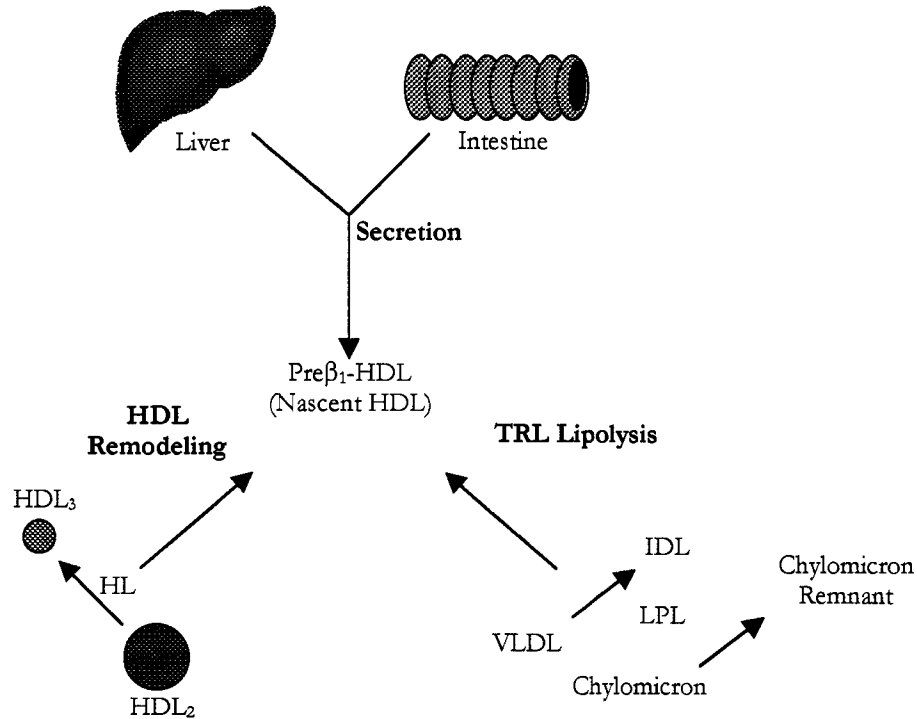 Liver
Intestine
Secretion
Preβ₁-HDL
(Nascent HDL)
HDL
Remodeling
TRL Lipolysis
HDL₃
HL
HDL₂
IDL
LPL
VLDL
Chylomicron
Remnant
Chylomicron